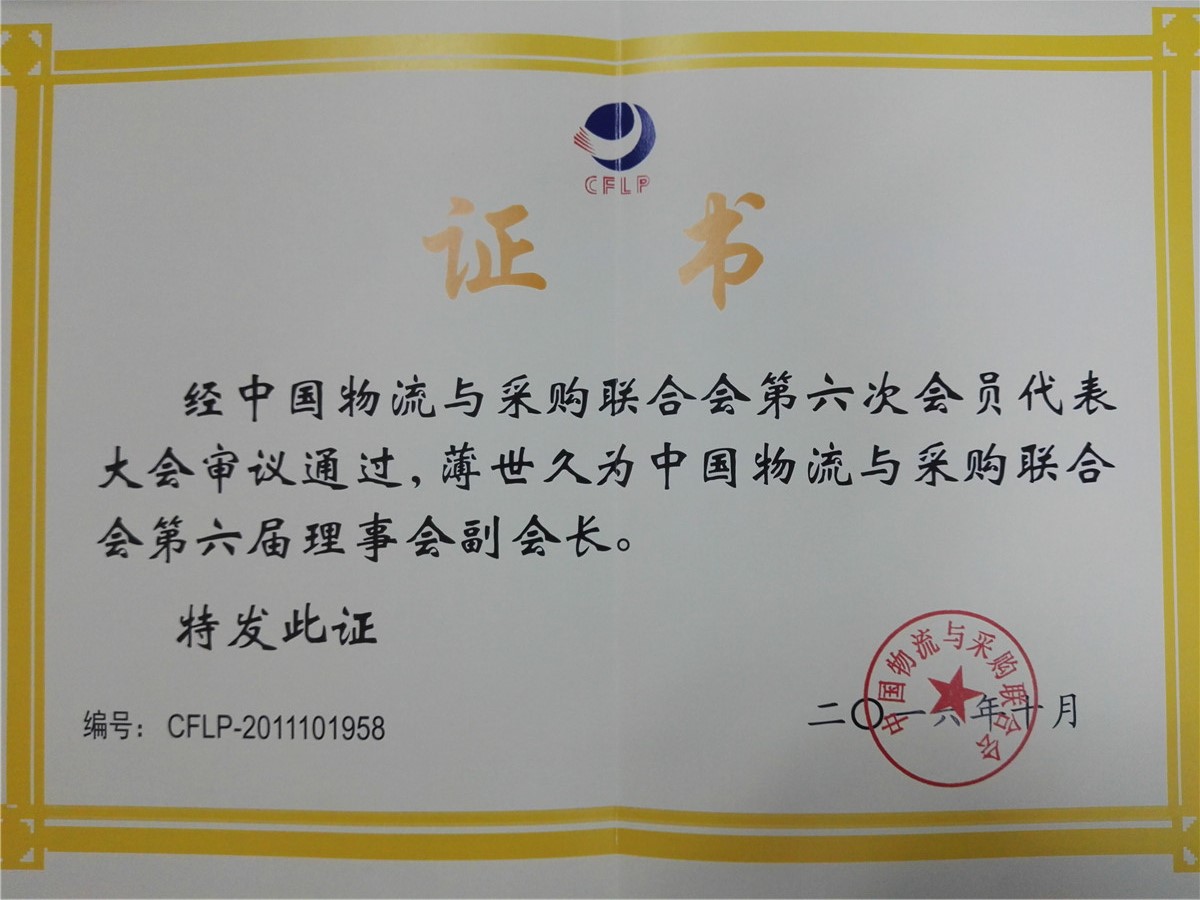 CFLP
证书
经中国物流与采购联合会第六次会员代表
大会审议通过，薄世久为中国物流与采购联合
会第六届理事会副会长。
特发此证
编号： CFLP-2011101958
二〇一六年十月
中国物流与采购联合会